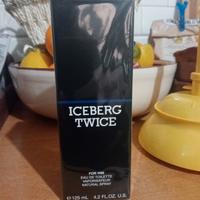 ICEBERG
TWICE
FOR HIM
EAU DE TOILETTE
VAPORISATEUR
NATURAL SPRAY
℮ 125 mL 4.2 FL.OZ. U.S.